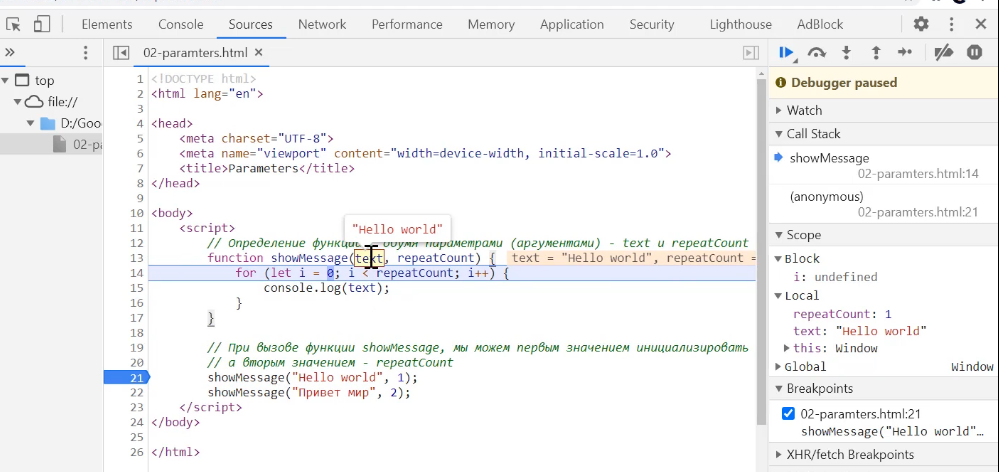 Elements Console Sources Network Performance Memory Application Security Lighthouse AdBlock
02-paramters.html
top
file://
D:/Goo
02-pa
1 <!DOCTYPE html>
2 <html lang="en">
3
4 <head>
5 <meta charset="UTF-8">
6 <meta name="viewport" content="width=device-width, initial-scale=1.0">
7 <title>Parameters</title>
8 </head>
9
10 <body>
11 <script>
"Hello world"
12 // Определение функции двумя параметрами (аргументами) - text и repeatCount
13 function showMessage(text, repeatCount) { text = "Hello world", repeatCount =
14 for (let i = 0; i < repeatCount; i++) {
15 console.log(text);
16 }
17 }
18
19 // При вызове функции showMessage, мы можем первым значением инициализировать
20 // а вторым значением - repeatCount
21 showMessage("Hello world", 1);
22 showMessage("Привет мир", 2);
23 </script>
24 </body>
25
26 </html>
Debugger paused
Watch
Call Stack
showMessage
02-paramters.html:14
(anonymous)
02-paramters.html:21
Scope
Block
i: undefined
Local
repeatCount: 1
text: "Hello world"
this: Window
Global Window
Breakpoints
02-paramters.html:21
showMessage("Hello world"…
XHR/fetch Breakpoints